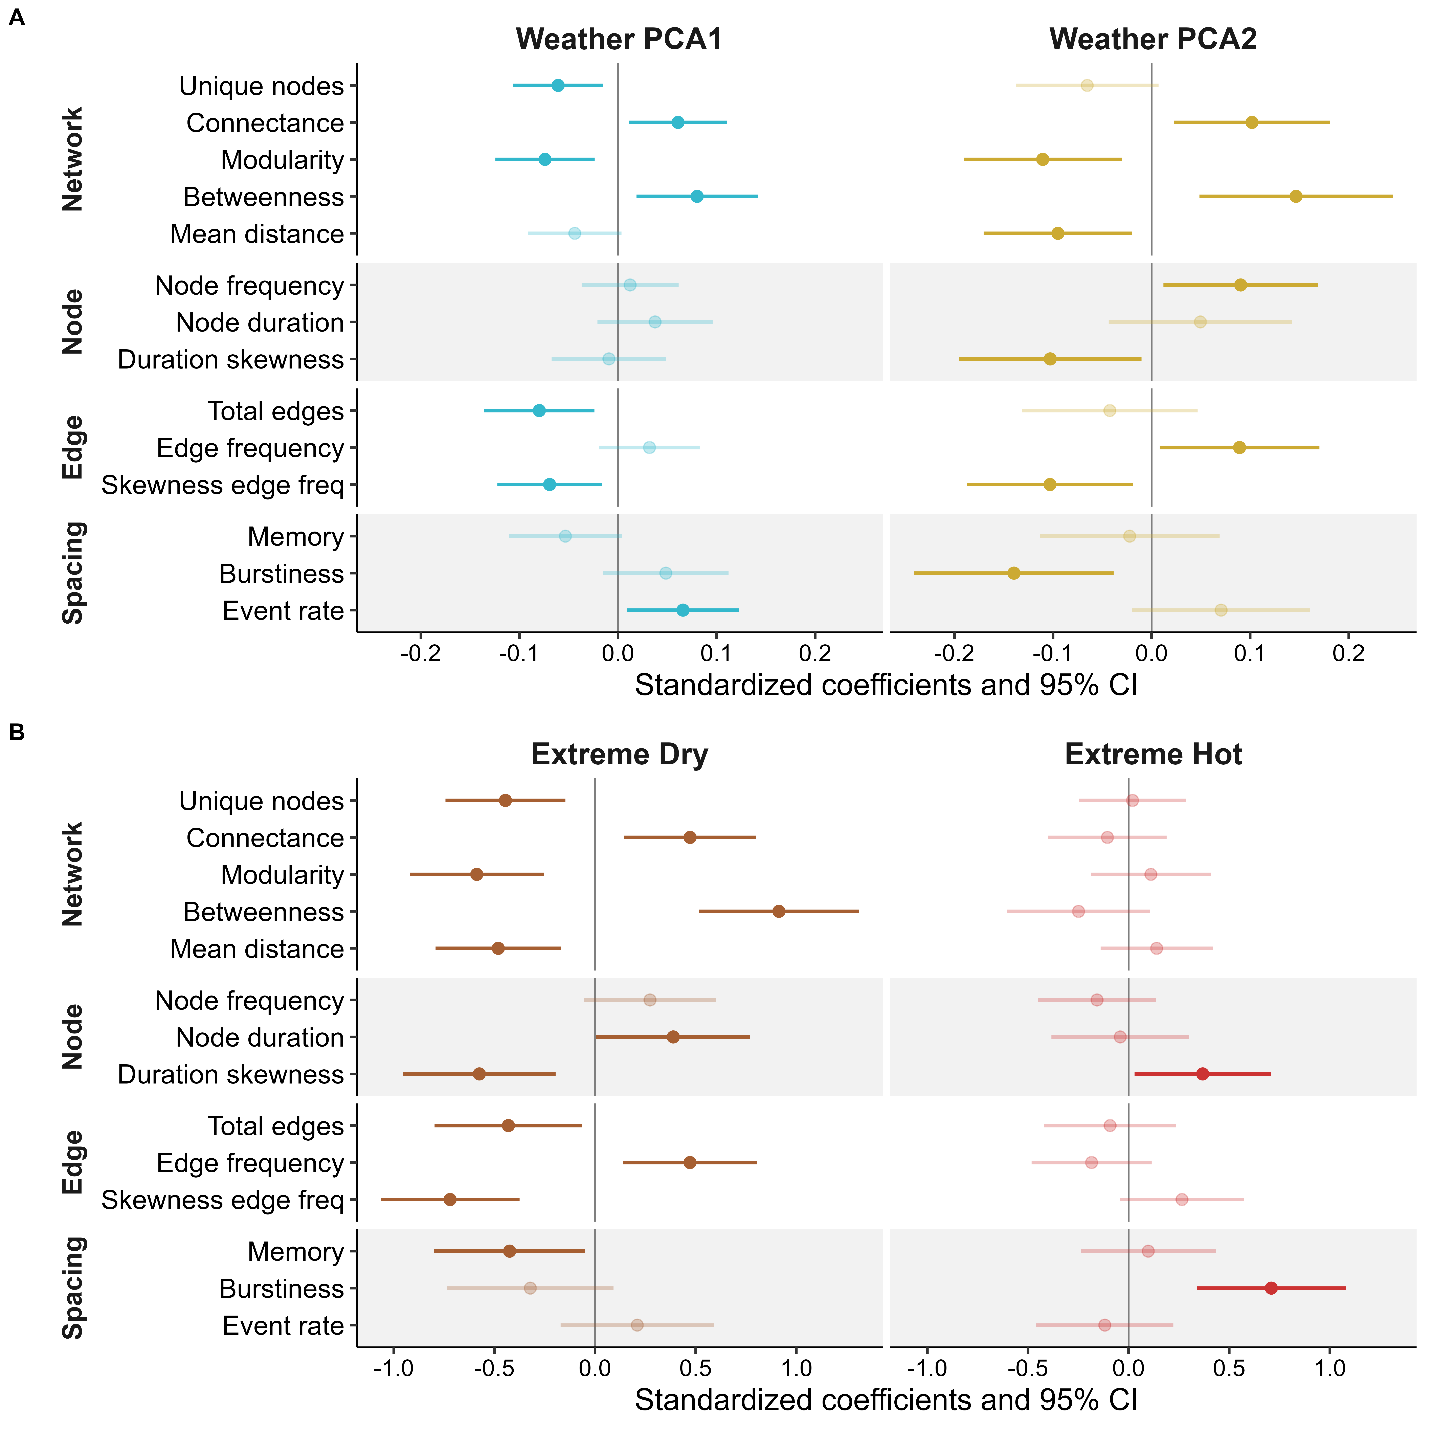 A
Weather PCA1 Weather PCA2
Network
Unique nodes
Connectance
Modularity
Betweenness
Mean distance
Node
Node frequency
Node duration
Duration skewness
Edge
Total edges
Edge frequency
Skewness edge freq
Spacing
Memory
Burstiness
Event rate
-0.2 -0.1 0.0 0.1 0.2 -0.2 -0.1 0.0 0.1 0.2
Standardized coefficients and 95% CI
B
Extreme Dry Extreme Hot
Network
Unique nodes
Connectance
Modularity
Betweenness
Mean distance
Node
Node frequency
Node duration
Duration skewness
Edge
Total edges
Edge frequency
Skewness edge freq
Spacing
Memory
Burstiness
Event rate
-1.0 -0.5 0.0 0.5 1.0 -1.0 -0.5 0.0 0.5 1.0
Standardized coefficients and 95% CI